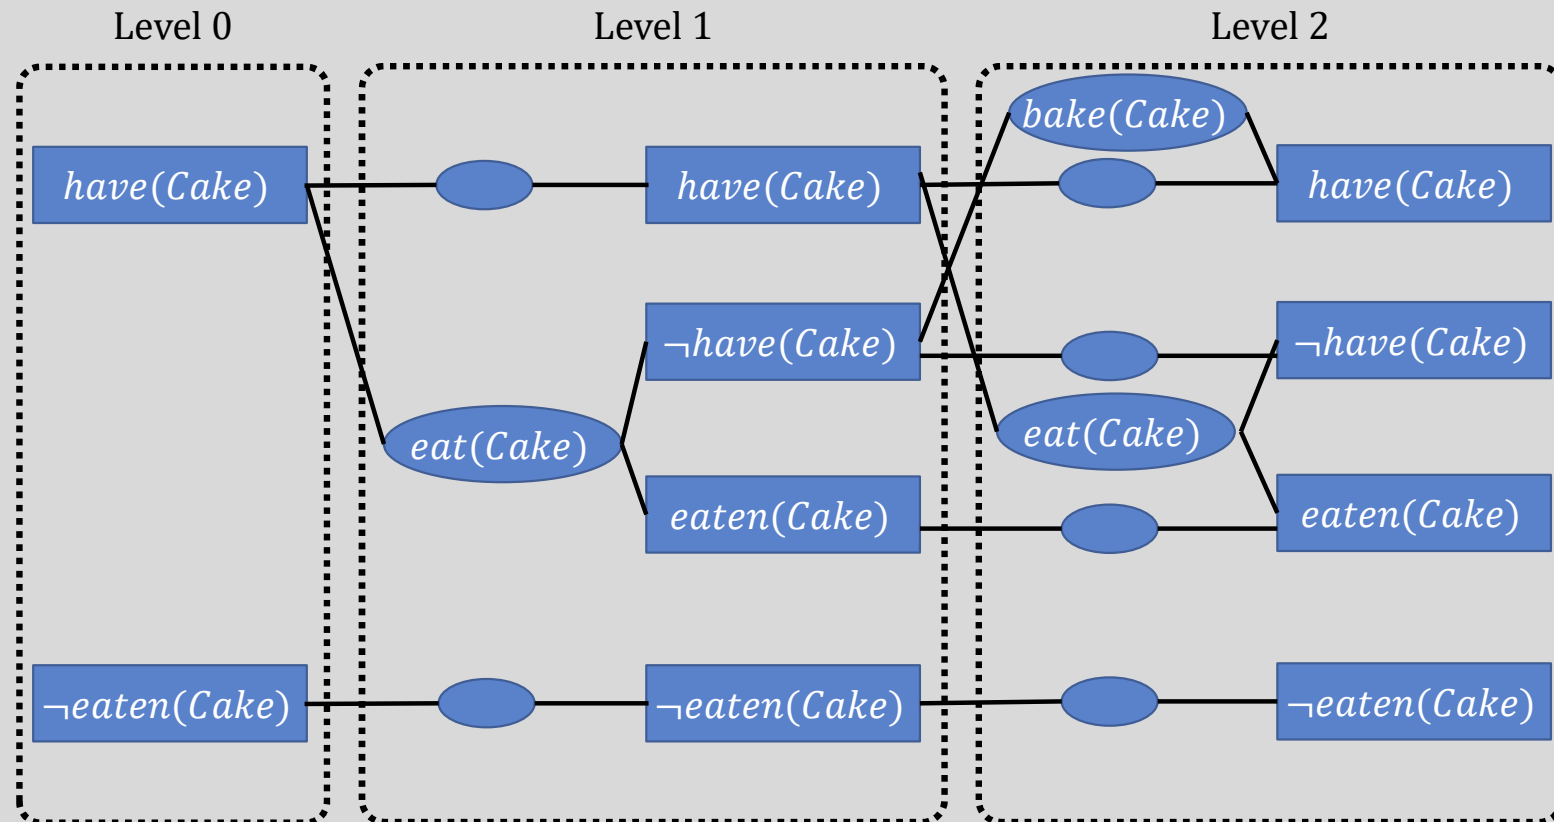 Level 0
Level 1
Level 2
bake(Cake)
have(Cake)
have(Cake)
have(Cake)
¬have(Cake)
¬have(Cake)
eat(Cake)
eat(Cake)
eaten(Cake)
eaten(Cake)
¬eaten(Cake)
¬eaten(Cake)
¬eaten(Cake)